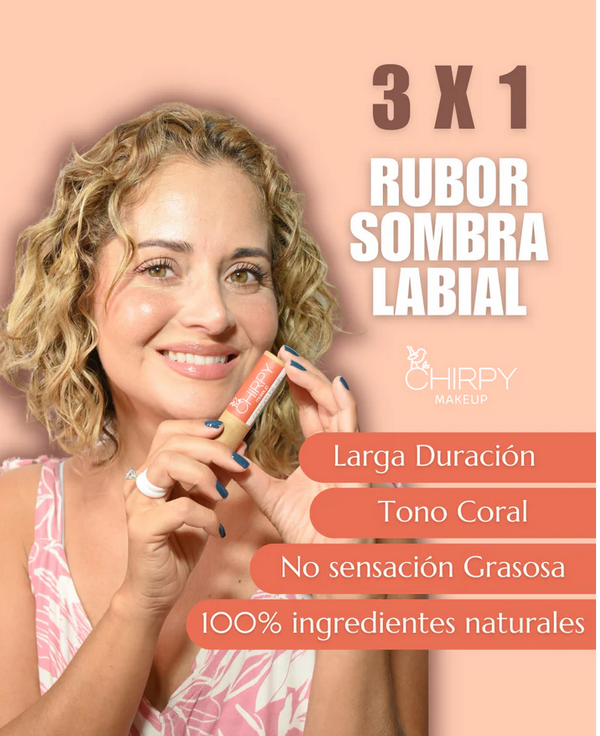 3 X 1
RUBOR
SOMBRA
LABIAL
CHIRPY
MAKEUP
CHIRPY
Larga Duración
Tono Coral
No sensación Grasosa
100% ingredientes naturales